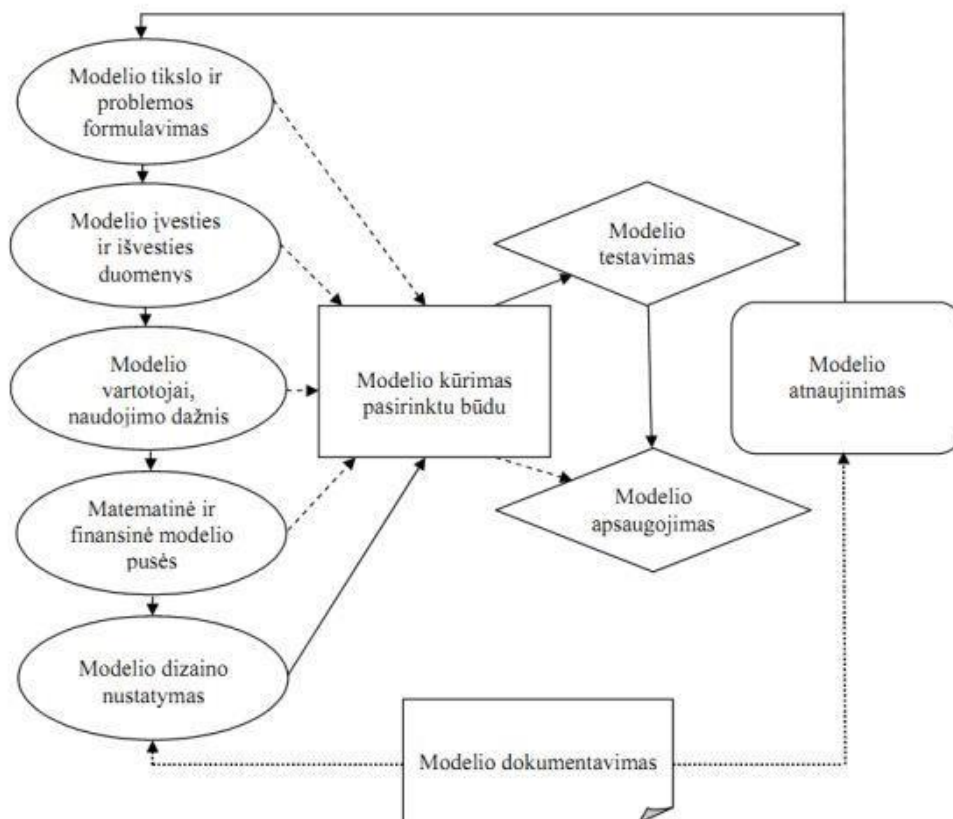 Modelio tikslo ir
problemos
formulavimas
Modelio įvesties
ir išvesties
duomenys
Modelio
vartotojai,
naudojimo dažnis
Matematinė ir
finansinė modelio
pusės
Modelio dizaino
nustatymas
Modelio kūrimas
pasirinktu būdu
Modelio
testavimas
Modelio
apsaugojimas
Modelio
atnaujinimas
Modelio dokumentavimas